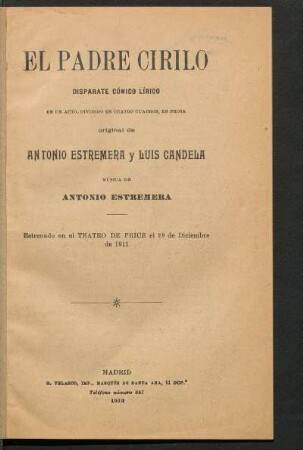 EL PADRE CIRILO
DISPARATE CÓMICO LÍRICO
EN UN ACTO, DIVIDIDO EN CUATRO CUADROS, EN PROSA
original de
ANTONIO ESTREMERA y LUIS CANDELA
MÚSICA DE
ANTONIO ESTREMERA
Estrenado en el TEATRO DE PRICE el 29 de Diciembre
de 1911
MADRID
R. VELASCO, IMP., MARQUÉS DE SANTA ANA, 11 DUP.º
Teléfono número 551
1912